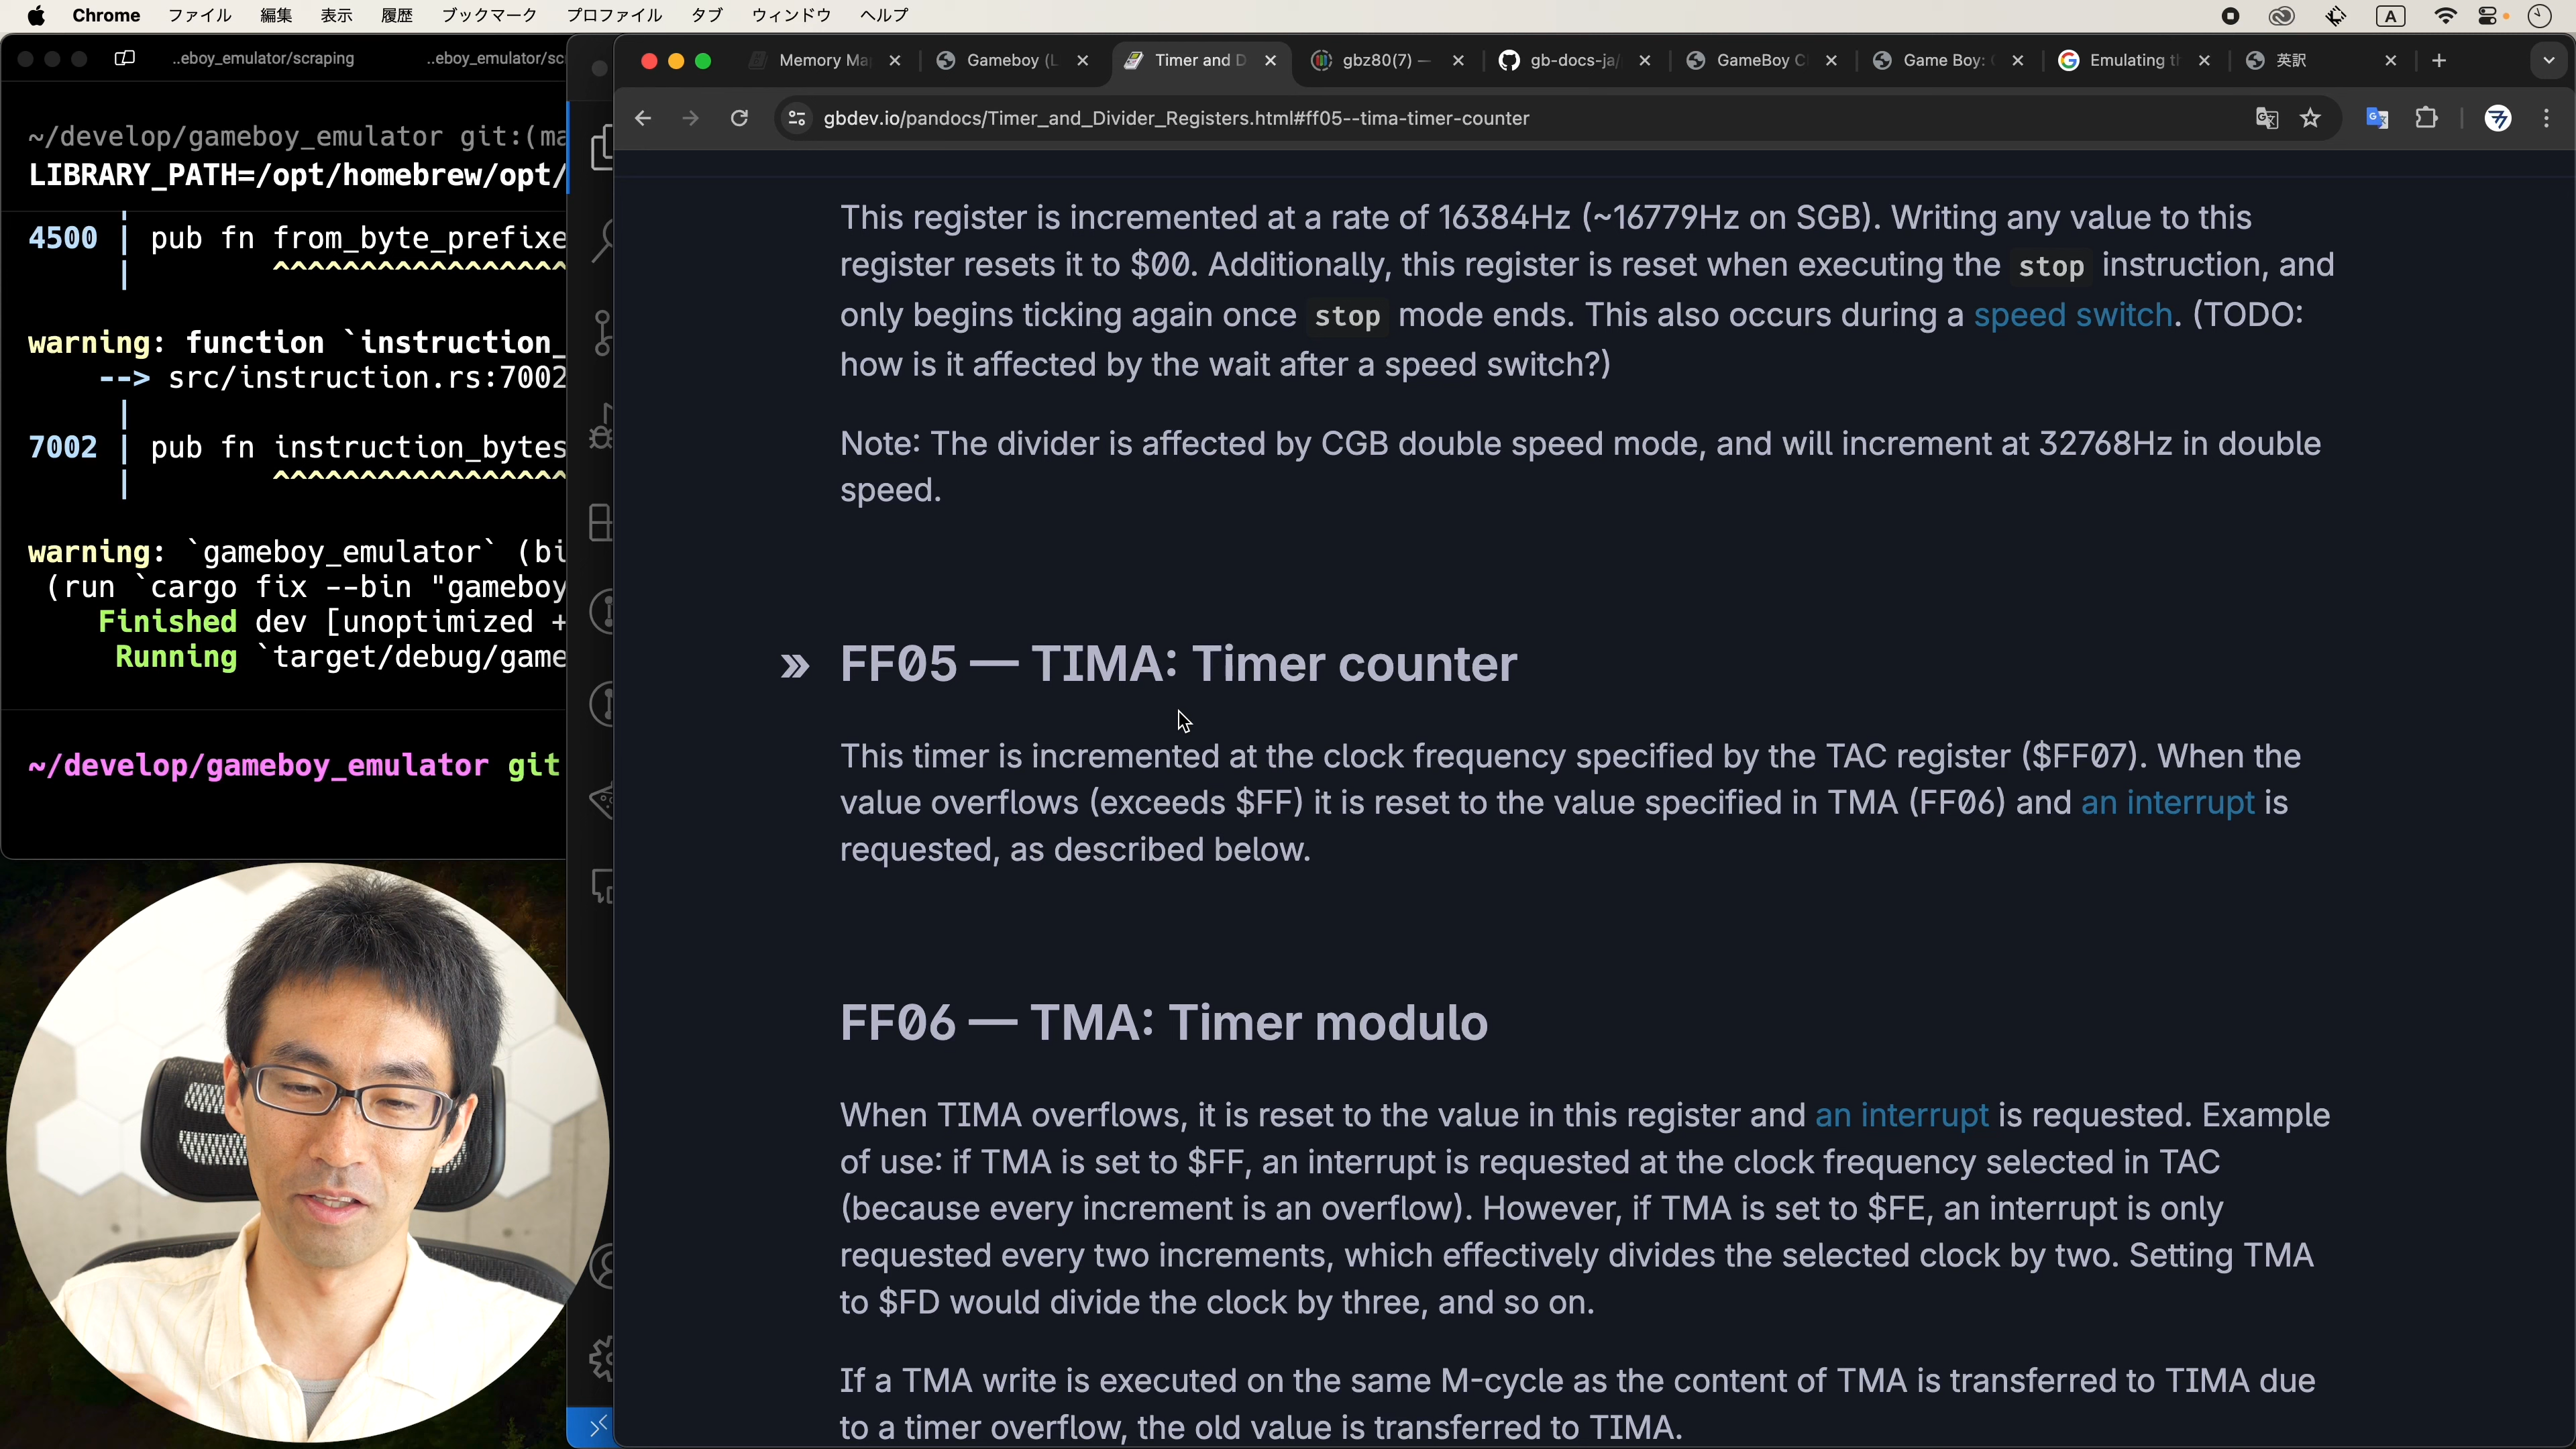 Chrome ファイル 編集 表示 履歴 ブックマーク プロファイル タブ ウィンドウ ヘルプ
A
..eboy_emulator/scraping
..eboy_emulator/sc
~/develop/gameboy_emulator git:(ma
LIBRARY_PATH=/opt/homebrew/opt/
4500 | pub fn from_byte_prefixe
| ^^^^^^^^^^^^^^^^^
warning: function `instruction_
--> src/instruction.rs:7002
|
7002 | pub fn instruction_bytes
| ^^^^^^^^^^^^^^^^^
warning: `gameboy_emulator` (bi
(run `cargo fix --bin "gameboy
Finished dev [unoptimized +
Running `target/debug/game
~/develop/gameboy_emulator git
Memory Ma
Gameboy (L
Timer and D
gbz80(7) —
gb-docs-ja/
GameBoy C
Game Boy:
Emulating t
英訳
gbdev.io/pandocs/Timer_and_Divider_Registers.html#ff05--tima-timer-counter
This register is incremented at a rate of 16384Hz (~16779Hz on SGB). Writing any value to this
register resets it to $00. Additionally, this register is reset when executing the stop instruction, and
only begins ticking again once stop mode ends. This also occurs during a speed switch. (TODO:
how is it affected by the wait after a speed switch?)
Note: The divider is affected by CGB double speed mode, and will increment at 32768Hz in double
speed.
» FF05 — TIMA: Timer counter
This timer is incremented at the clock frequency specified by the TAC register ($FF07). When the
value overflows (exceeds $FF) it is reset to the value specified in TMA (FF06) and an interrupt is
requested, as described below.
FF06 — TMA: Timer modulo
When TIMA overflows, it is reset to the value in this register and an interrupt is requested. Example
of use: if TMA is set to $FF, an interrupt is requested at the clock frequency selected in TAC
(because every increment is an overflow). However, if TMA is set to $FE, an interrupt is only
requested every two increments, which effectively divides the selected clock by two. Setting TMA
to $FD would divide the clock by three, and so on.
If a TMA write is executed on the same M-cycle as the content of TMA is transferred to TIMA due
to a timer overflow, the old value is transferred to TIMA.